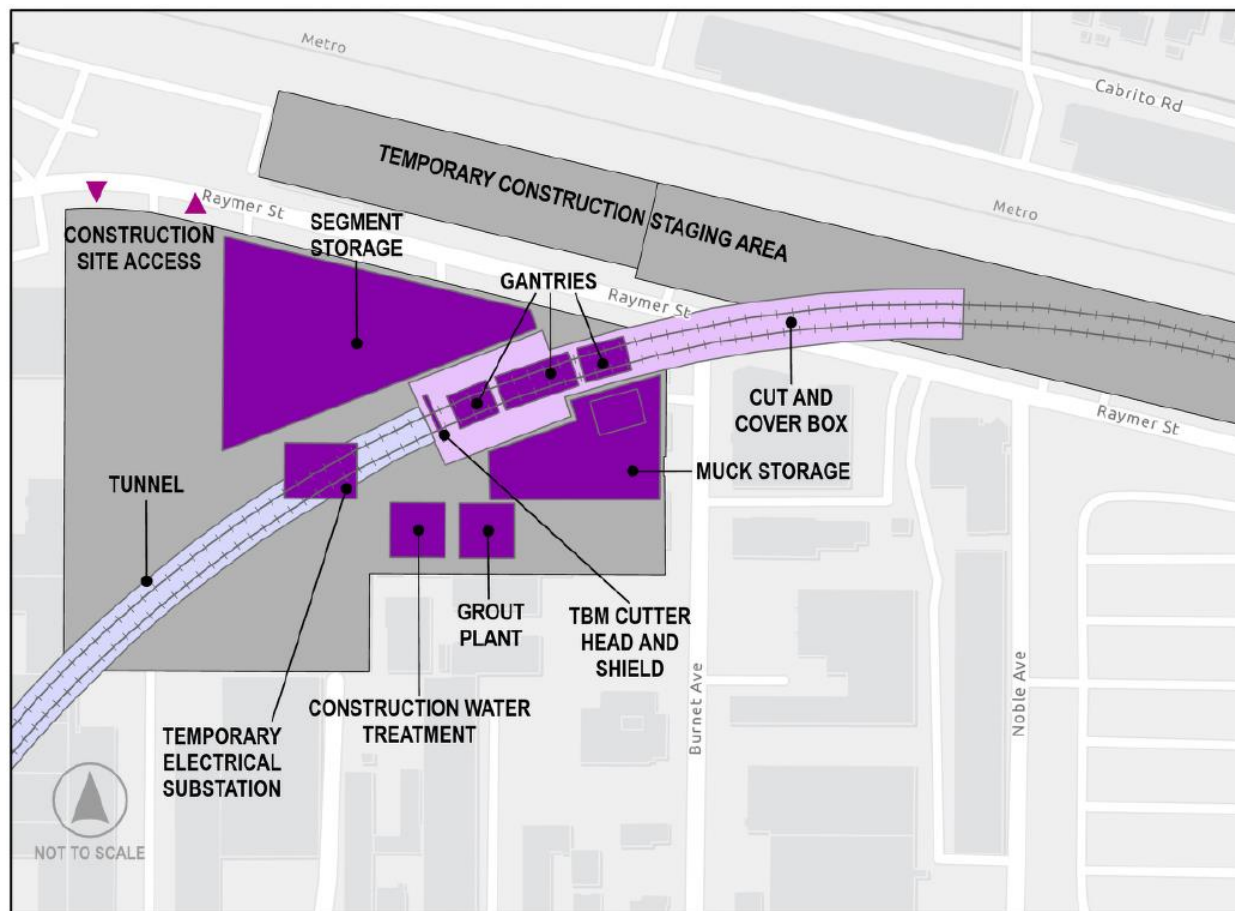 Metro
Cabrito Rd
TEMPORARY CONSTRUCTION STAGING AREA
Raymer St
Metro
CONSTRUCTION
SITE ACCESS
SEGMENT
STORAGE
GANTRIES
Raymer St
CUT AND
COVER BOX
Raymer St
MUCK STORAGE
TUNNEL
GROUT
PLANT
TBM CUTTER
HEAD AND
SHIELD
Burnet Ave
Noble Ave
CONSTRUCTION WATER
TREATMENT
TEMPORARY
ELECTRICAL
SUBSTATION
NOT TO SCALE